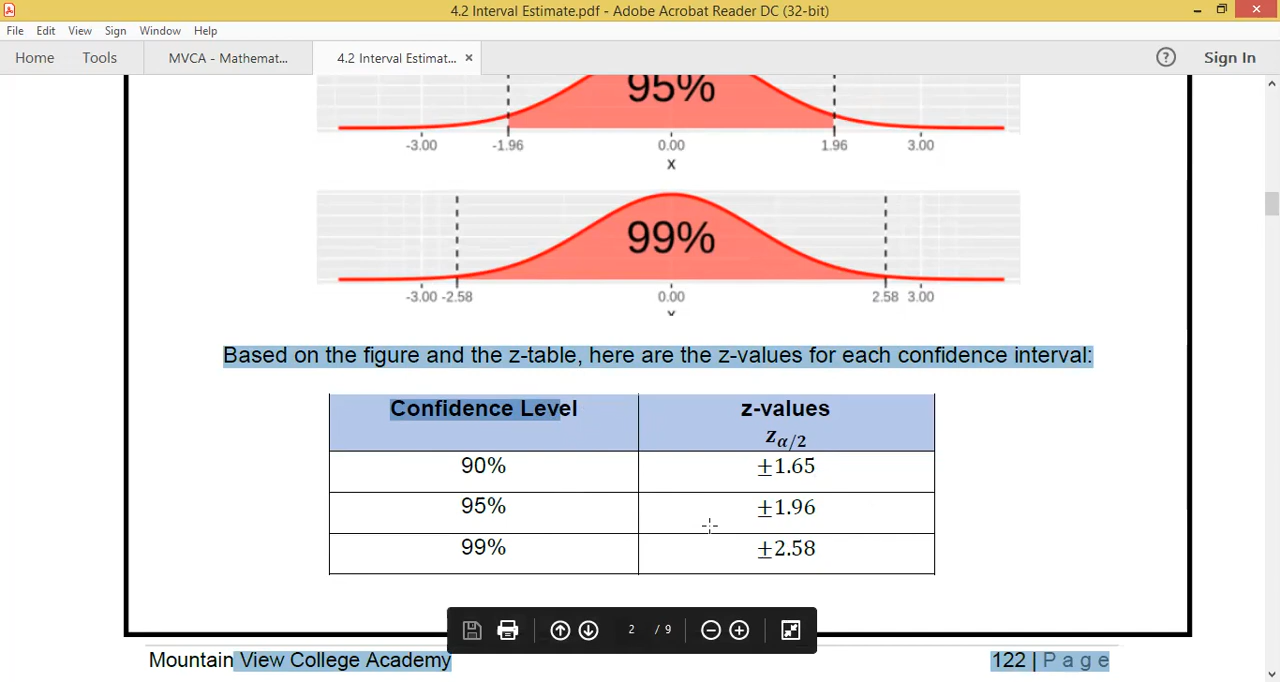 4.2 Interval Estimate.pdf - Adobe Acrobat Reader DC (32-bit)
File Edit View Sign Window Help
Home Tools MVCA - Mathemat... 4.2 Interval Estimat... × ? Sign In
95%
-3.00 -1.96 0.00 1.96 3.00
X
99%
-3.00 -2.58 0.00 2.58 3.00
Based on the figure and the z-table, here are the z-values for each confidence interval:
Confidence Level z-values
z α/2
90% ±1.65
95% ±1.96
99% ±2.58
2 / 9
Mountain View College Academy 122 | Page